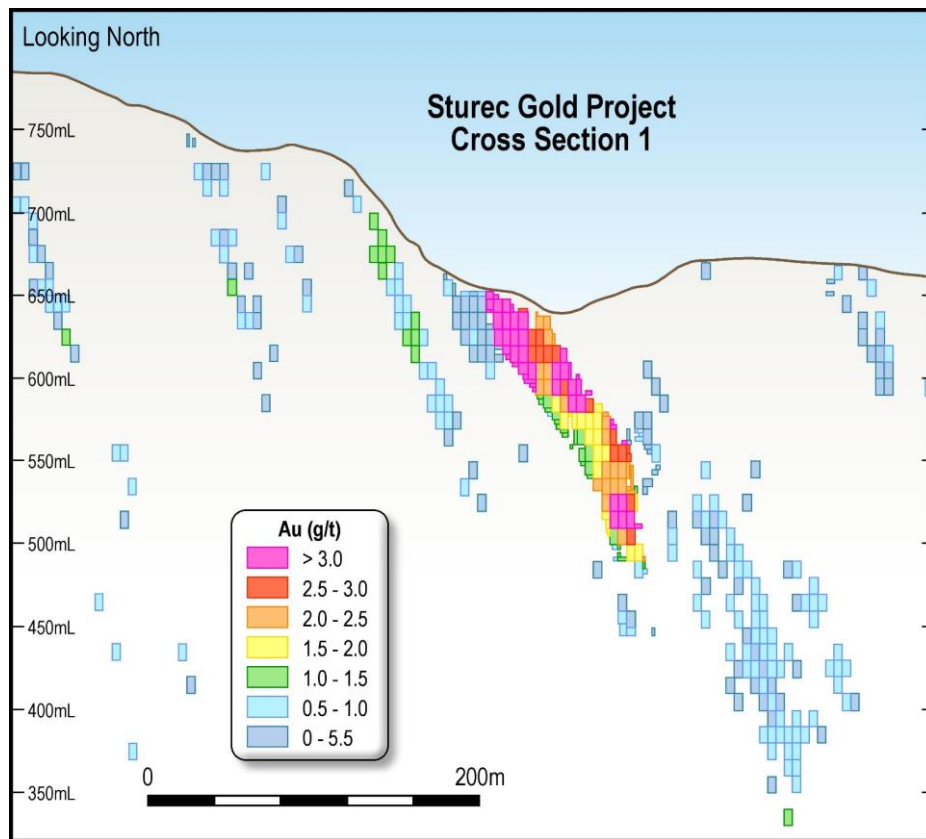 Looking North
Sturec Gold Project
Cross Section 1
750mL
700mL
650mL
600mL
550mL
500mL
450mL
400mL
350mL
Au (g/t)
> 3.0
2.5 - 3.0
2.0 - 2.5
1.5 - 2.0
1.0 - 1.5
0.5 - 1.0
0 - 5.5
0 200m